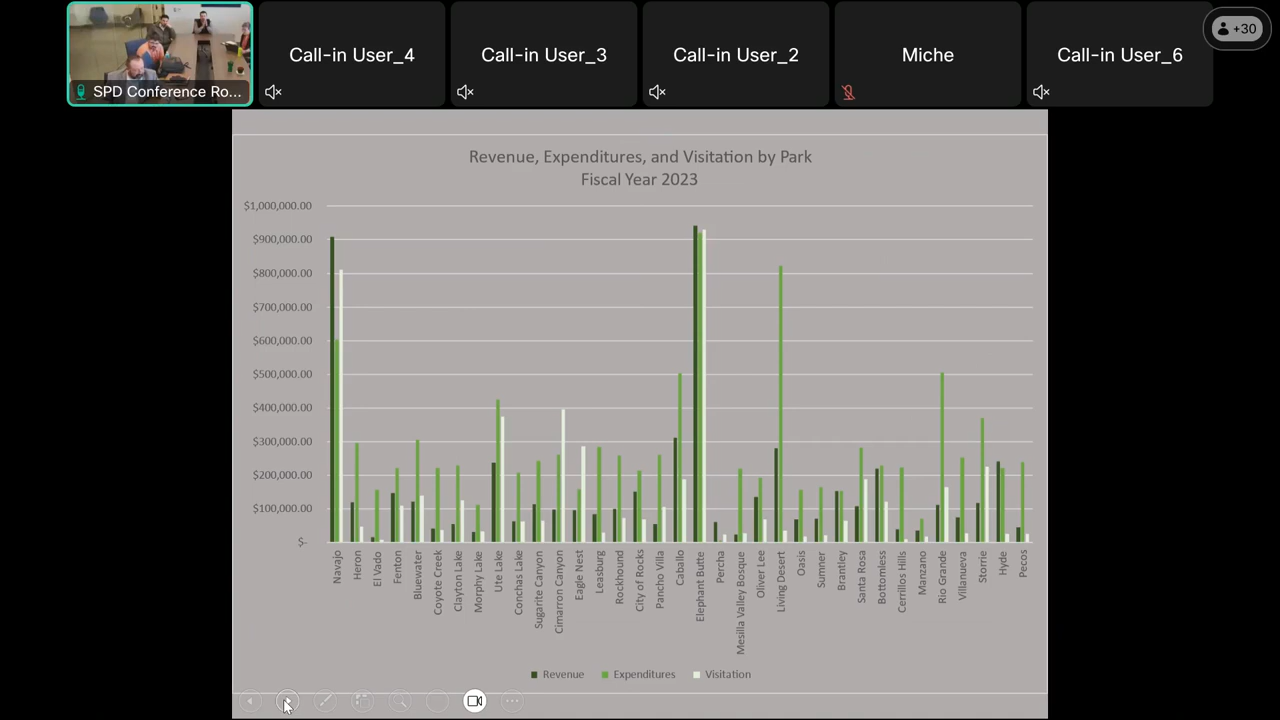 SPD Conference Ro...
Call-in User_4
Call-in User_3
Call-in User_2
Miche
Call-in User_6
+30
Revenue, Expenditures, and Visitation by Park
Fiscal Year 2023
$1,000,000.00
$900,000.00
$800,000.00
$700,000.00
$600,000.00
$500,000.00
$400,000.00
$300,000.00
$200,000.00
$100,000.00
$-
Navajo
Heron
El Vado
Fenton
Bluewater
Coyote Creek
Clayton Lake
Morphy Lake
Ute Lake
Conchas Lake
Sugarite Canyon
Cimarron Canyon
Eagle Nest
Leasburg
Rockhound
City of Rocks
Pancho Villa
Caballo
Elephant Butte
Percha
Mesilla Valley Bosque
Oliver Lee
Living Desert
Oasis
Sumner
Brantley
Santa Rosa
Bottomless
Cerrillos Hills
Manzano
Rio Grande
Villanueva
Storrie
Hyde
Pecos
Revenue
Expenditures
Visitation